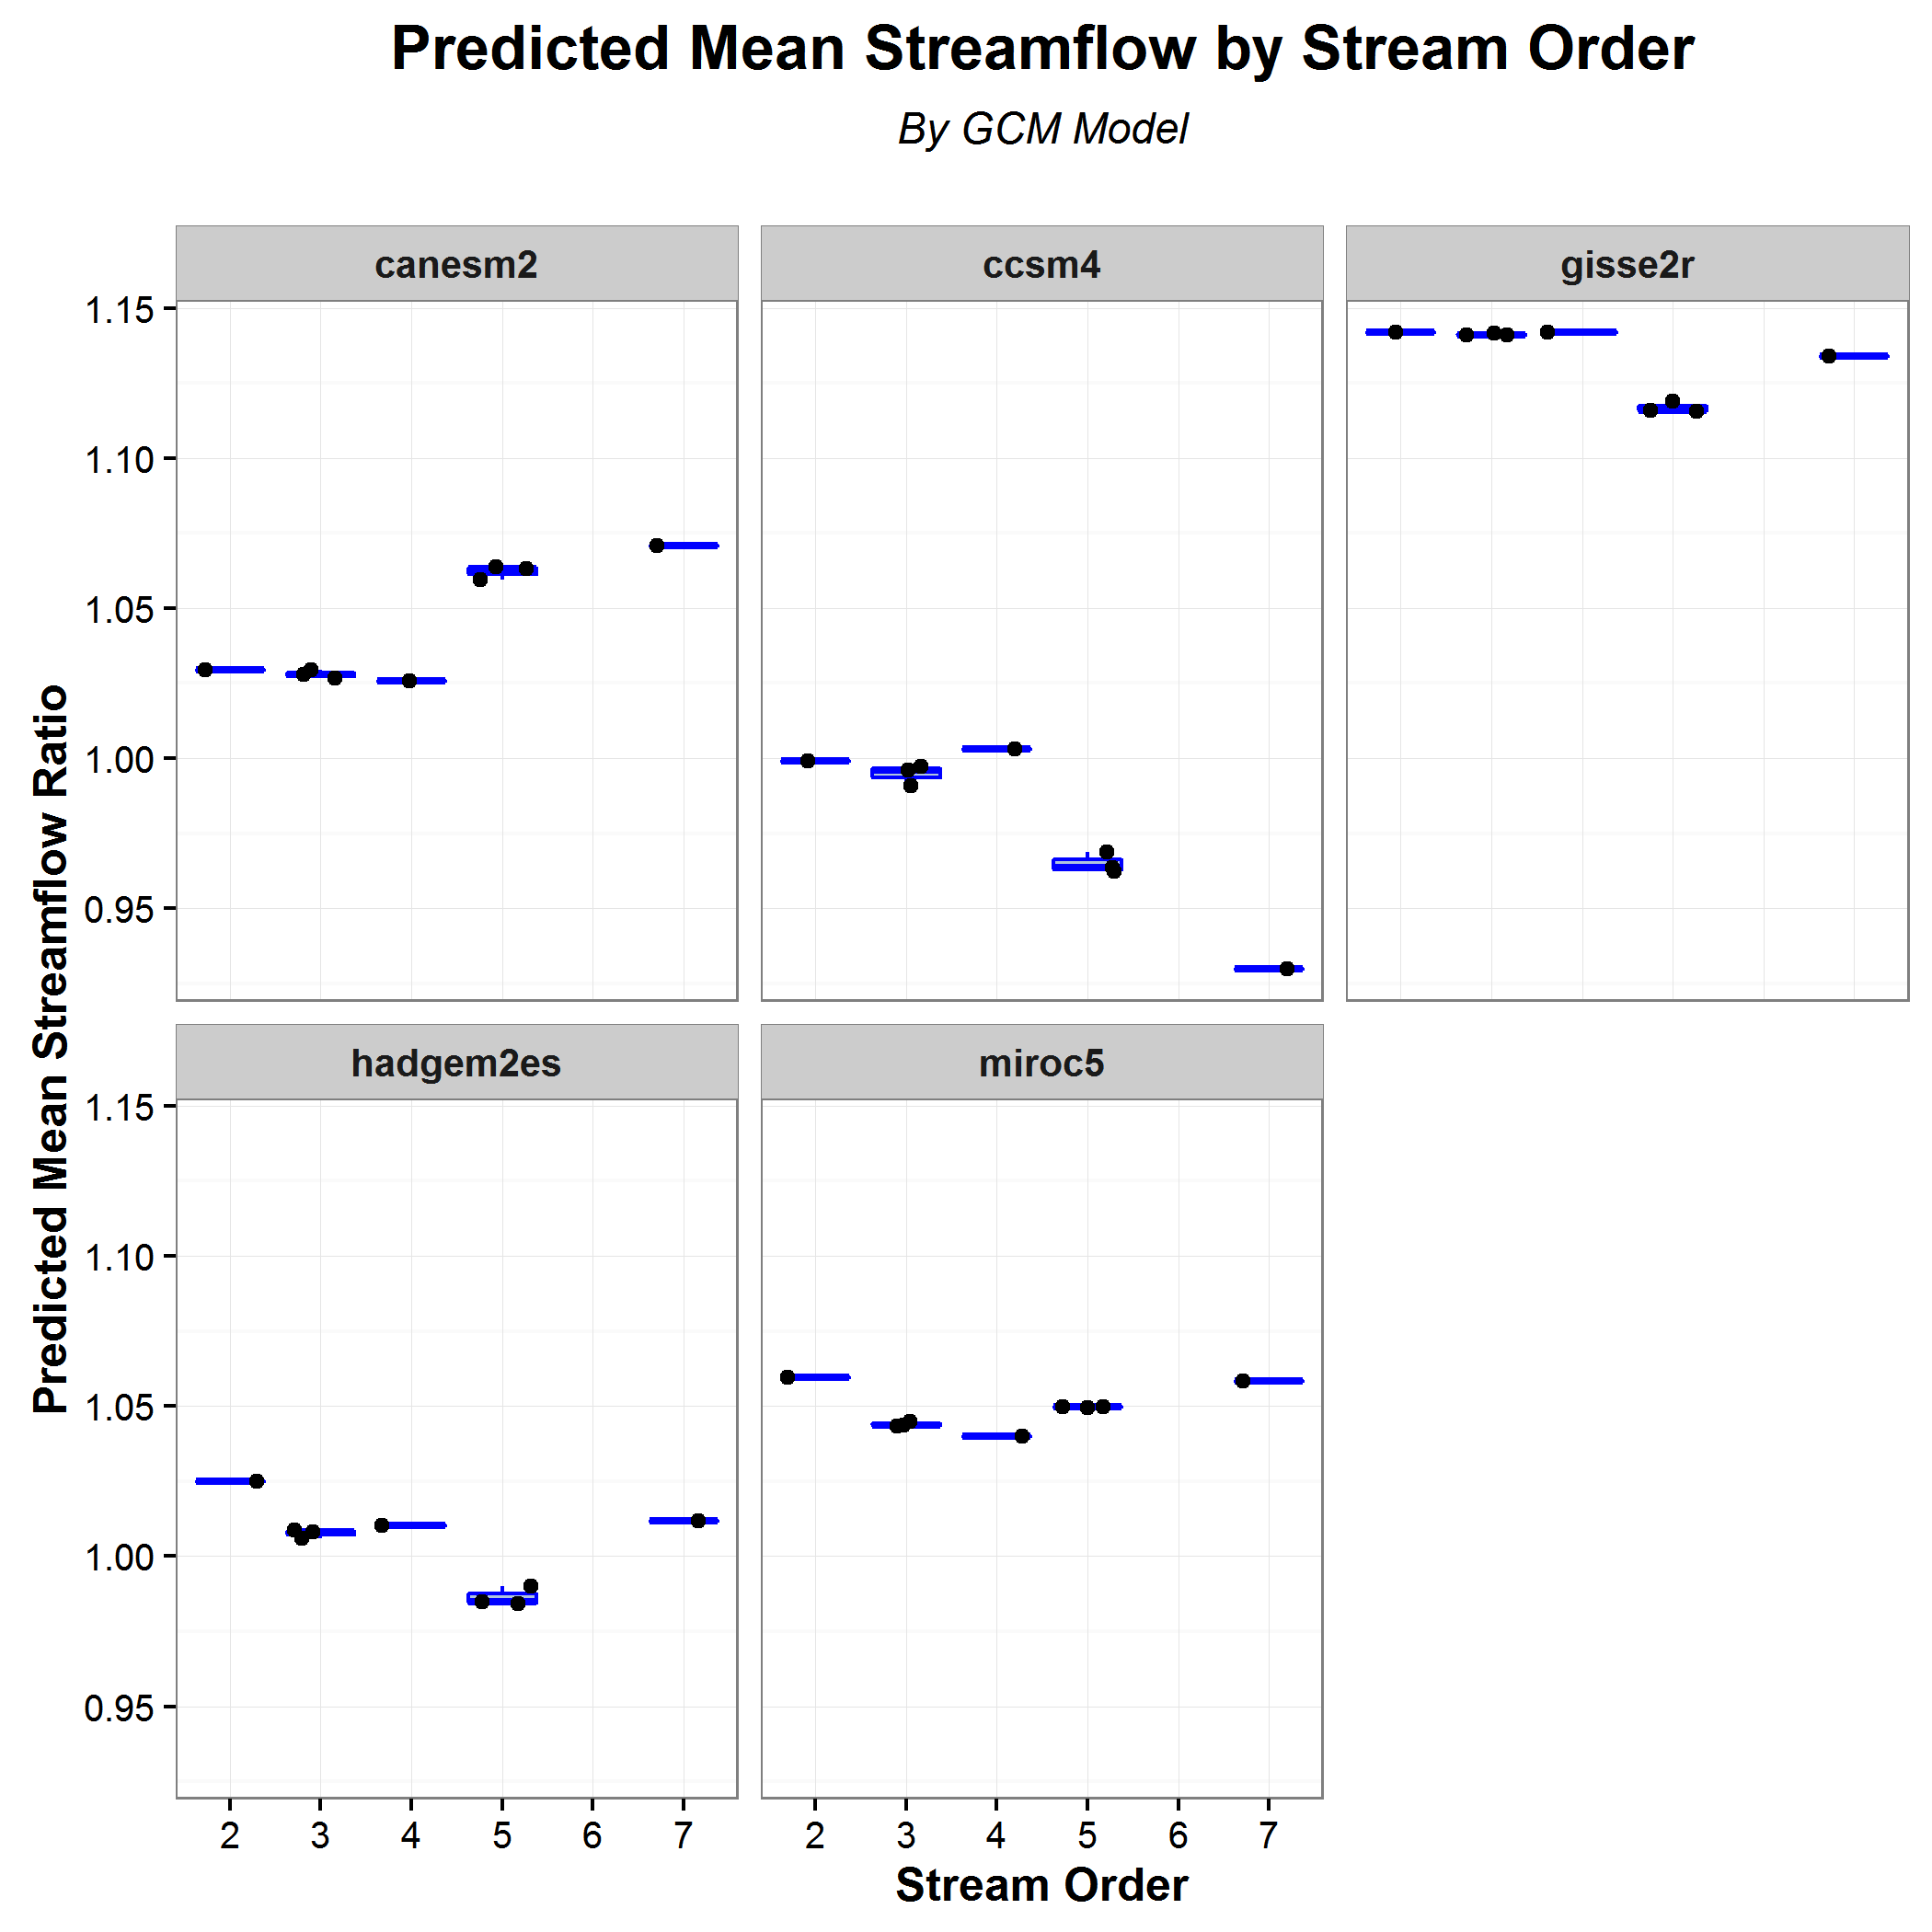 Predicted Mean Streamflow by Stream Order
By GCM Model
canesm2
ccsm4
gisse2r
1.15
1.10
1.05
1.00
0.95
Predicted Mean Streamflow Ratio
hadgem2es
miroc5
1.15
1.10
1.05
1.00
0.95
2 3 4 5 6 7
2 3 4 5 6 7
Stream Order